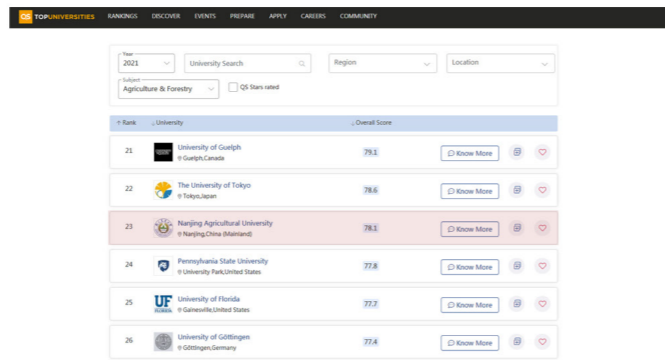 QS TOPUNIVERSITIES RANKINGS DISCOVER EVENTS PREPARE APPLY CAREERS COMMUNITY
Year
2021 University Search Region Location
Subject
Agriculture & Forestry QS Stars rated
Rank University Overall Score
21 University of Guelph 79.1 Know More
Guelph,Canada
22 The University of Tokyo 78.6 Know More
Tokyo,Japan
23 Nanjing Agricultural University 78.1 Know More
Nanjing,China (Mainland)
24 Pennsylvania State University 77.8 Know More
University Park,United States
25 UF University of Florida 77.7 Know More
Gainesville,United States
26 University of Göttingen 77.4 Know More
Göttingen,Germany